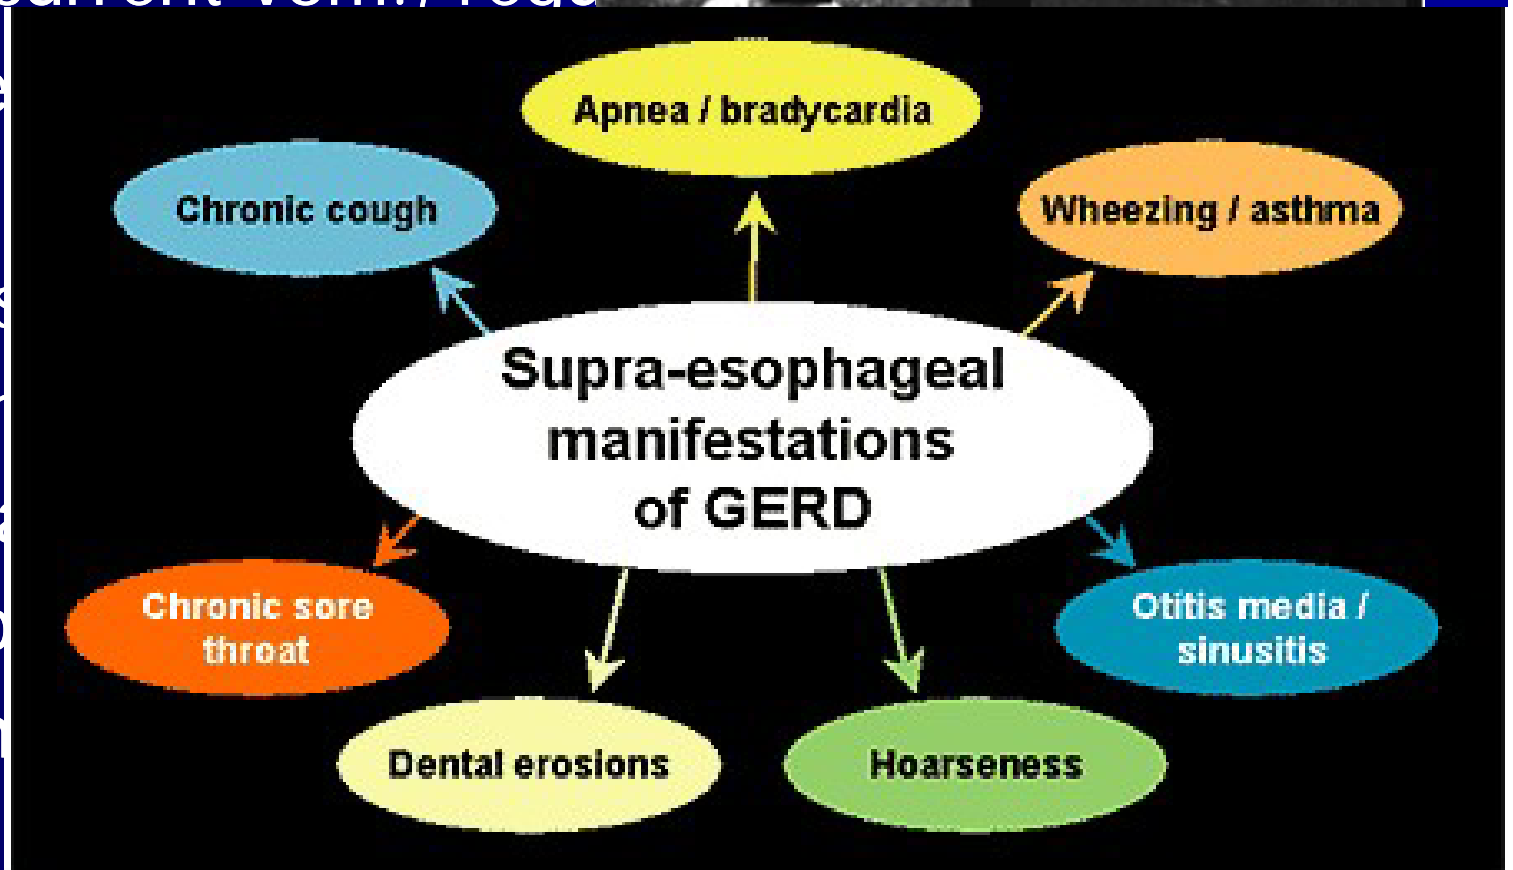 Apnea / bradycardia
Chronic cough
Wheezing / asthma
Supra-esophageal
manifestations
of GERD
Chronic sore
throat
Otitis media /
sinusitis
Dental erosions
Hoarseness